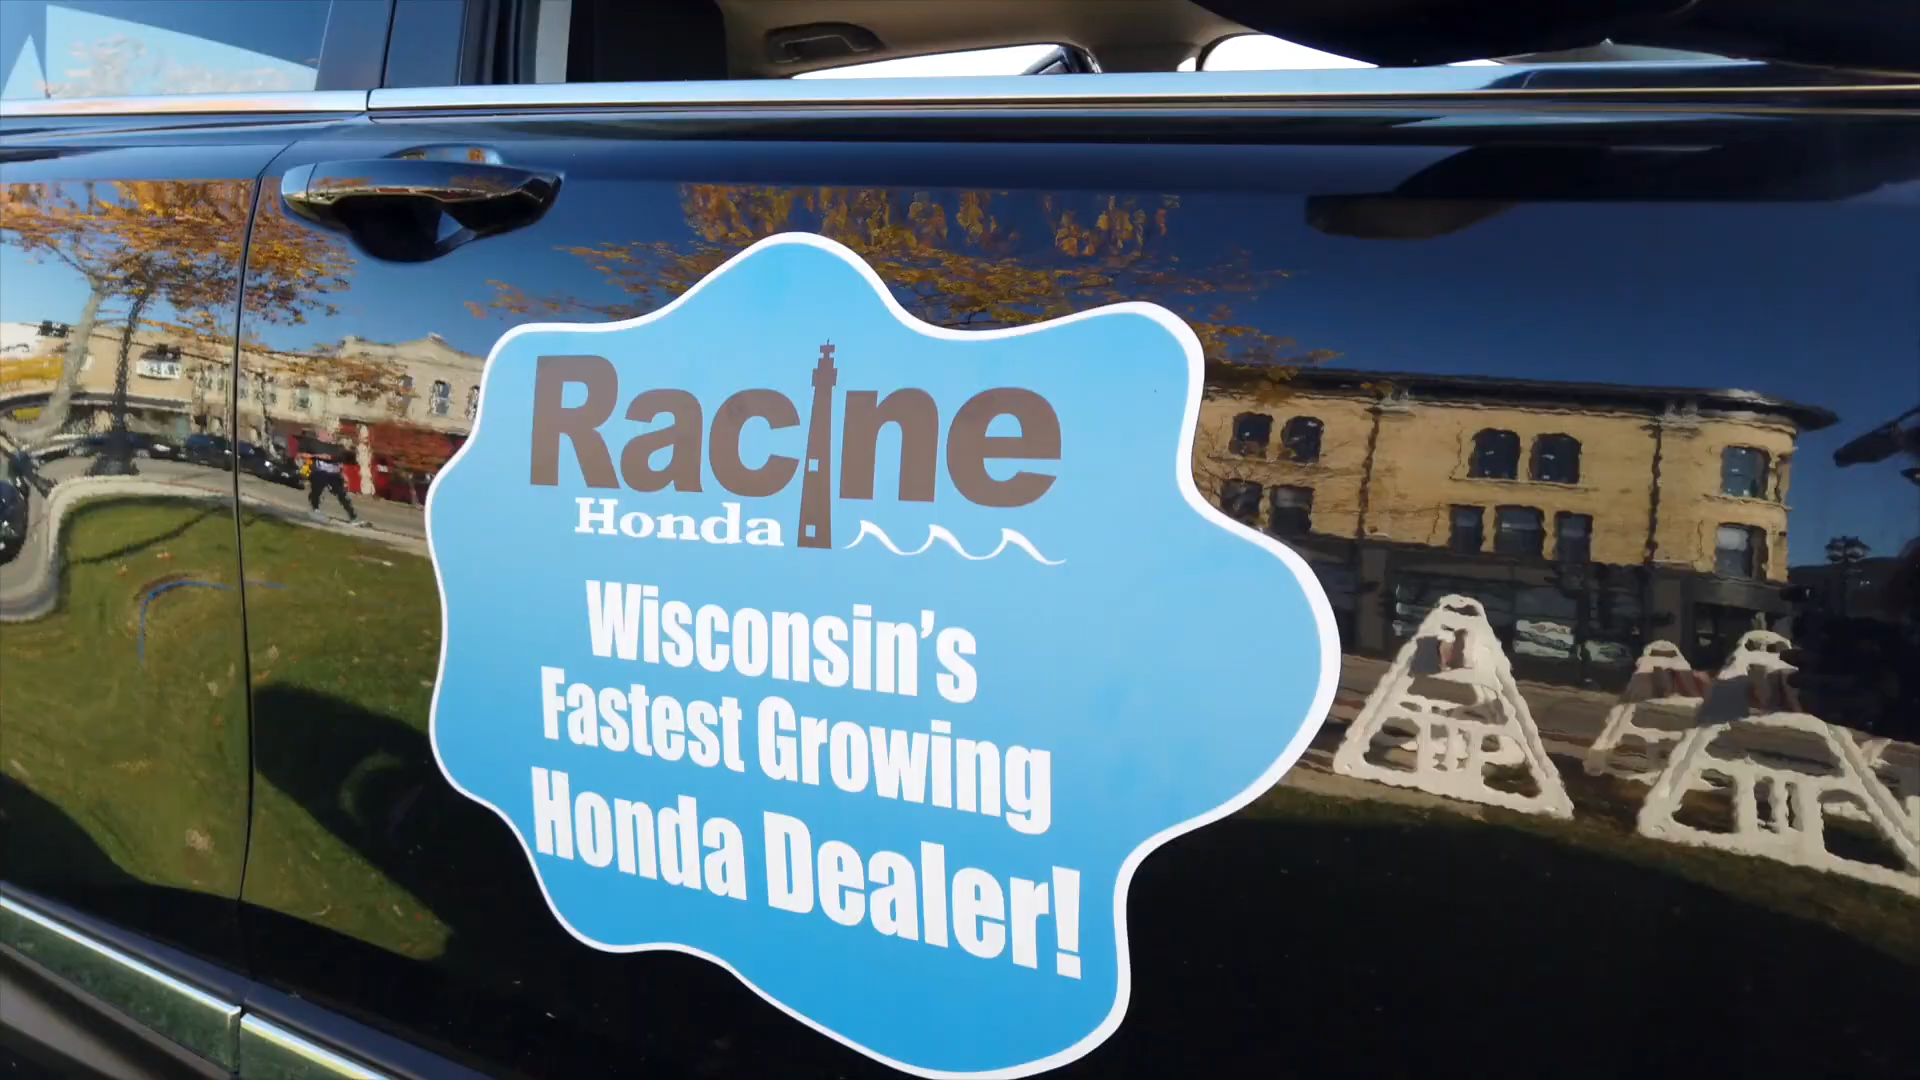 Racine
Honda
Wisconsin's
Fastest Growing
Honda Dealer!